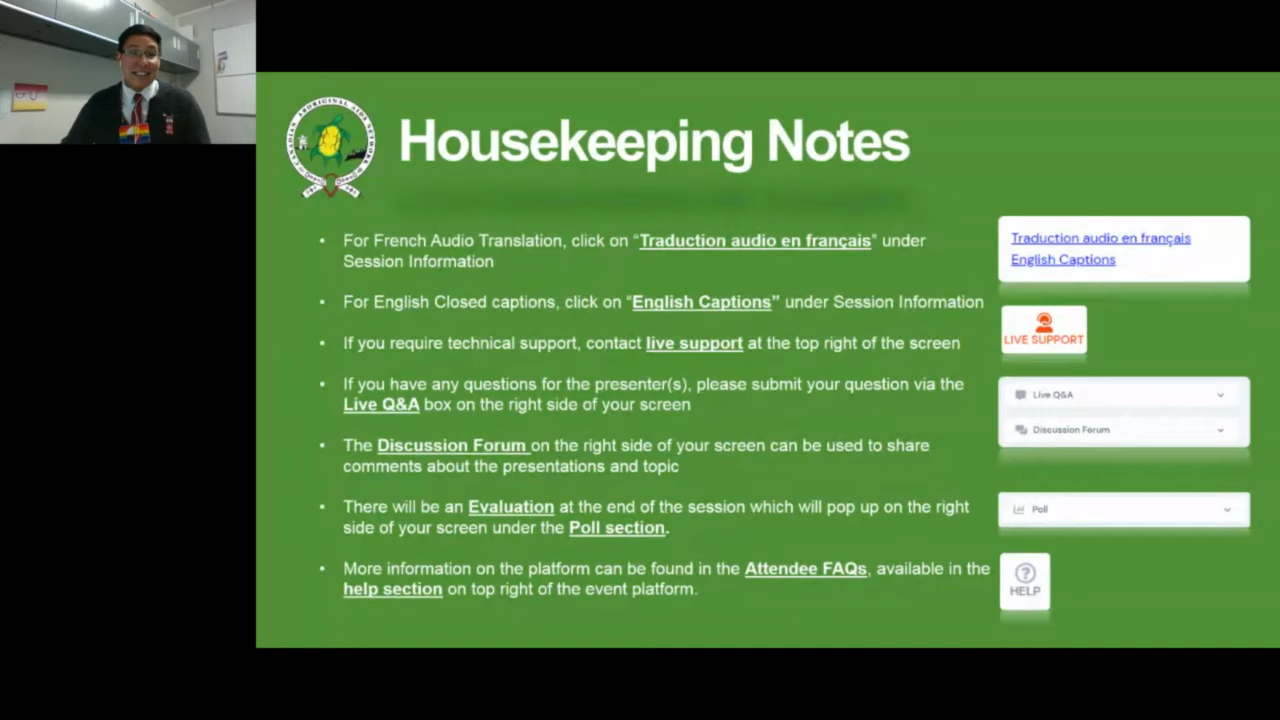 CANADIAN ABORIGINAL AIDS NETWORK
Housekeeping Notes
• For French Audio Translation, click on “Traduction audio en français” under
Session Information
• For English Closed captions, click on “English Captions” under Session Information
• If you require technical support, contact live support at the top right of the screen
• If you have any questions for the presenter(s), please submit your question via the
Live Q&A box on the right side of your screen
• The Discussion Forum on the right side of your screen can be used to share
comments about the presentations and topic
• There will be an Evaluation at the end of the session which will pop up on the right
side of your screen under the Poll section.
• More information on the platform can be found in the Attendee FAQs, available in the
help section on top right of the event platform.
Traduction audio en français
English Captions
LIVE SUPPORT
Live Q&A
Discussion Forum
Poll
HELP